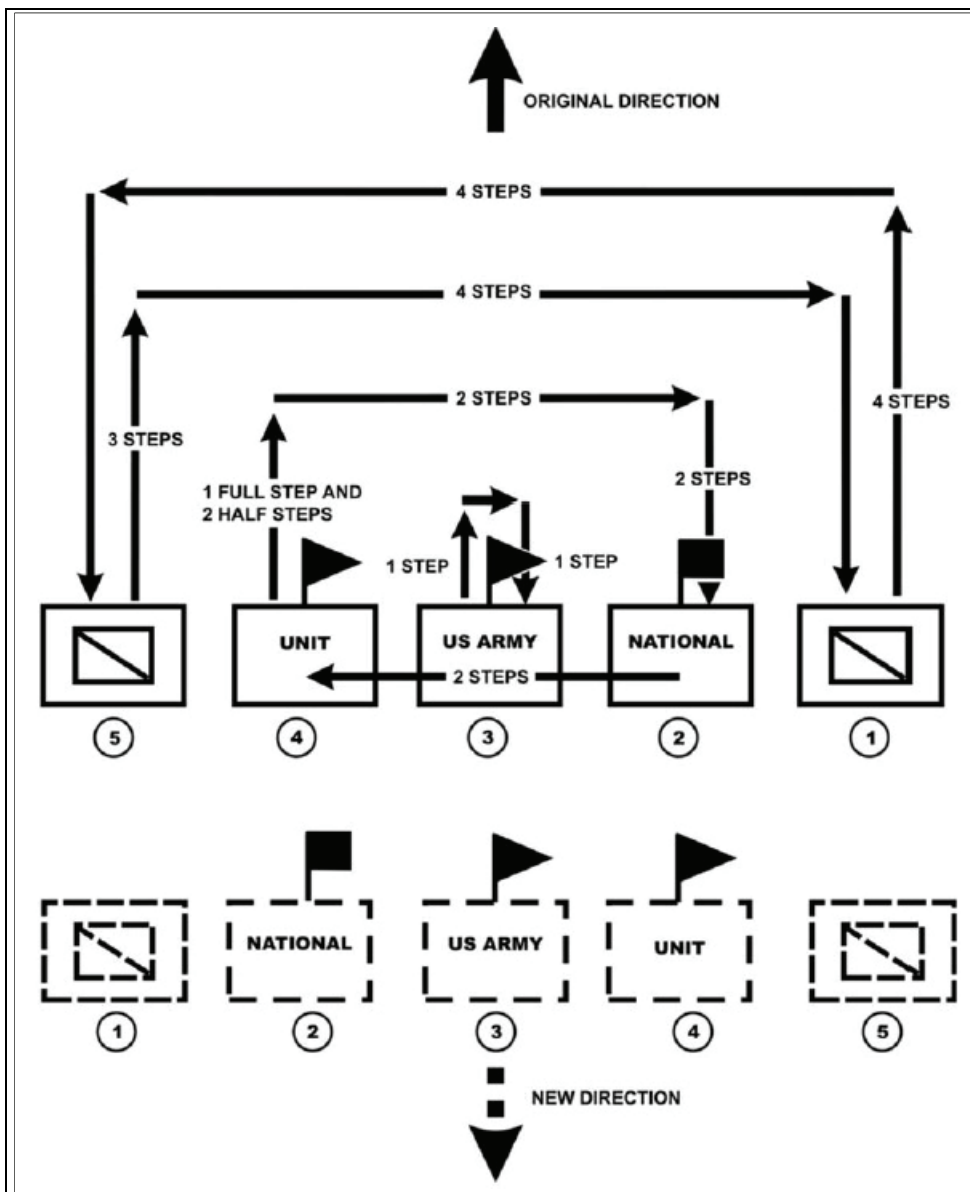 ORIGINAL DIRECTION
4 STEPS
4 STEPS
2 STEPS
4 STEPS
3 STEPS
2 STEPS
1 FULL STEP AND
2 HALF STEPS
1 STEP
1 STEP
UNIT
US ARMY
NATIONAL
2 STEPS
5
4
3
2
1
NATIONAL
US ARMY
UNIT
1
2
3
4
5
NEW DIRECTION